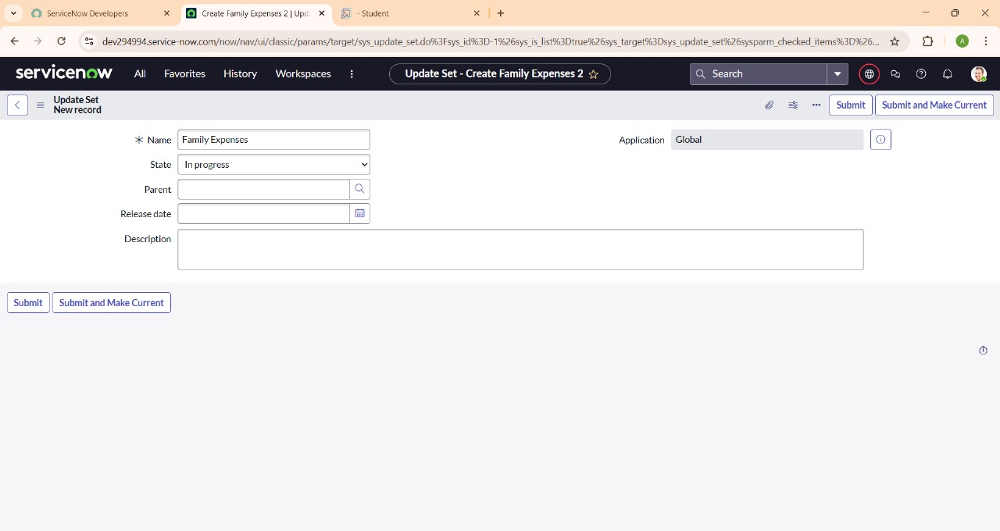 ServiceNow Developers
Create Family Expenses 2 | Upd
- Student
dev294994.service-now.com/now/nav/ui/classic/params/target/sys_update_set.do%3Fsys_id%3D-1%26sys_is_list%3Dtrue%26sys_target%3Dsys_update_set%26sysparm_checked_items%3D%26...
A
servicenow
All
Favorites
History
Workspaces
Update Set - Create Family Expenses 2
Search
Update Set
New record
Submit
Submit and Make Current
Name
Family Expenses
Application
Global
State
In progress
Parent
Release date
Description
Submit
Submit and Make Current